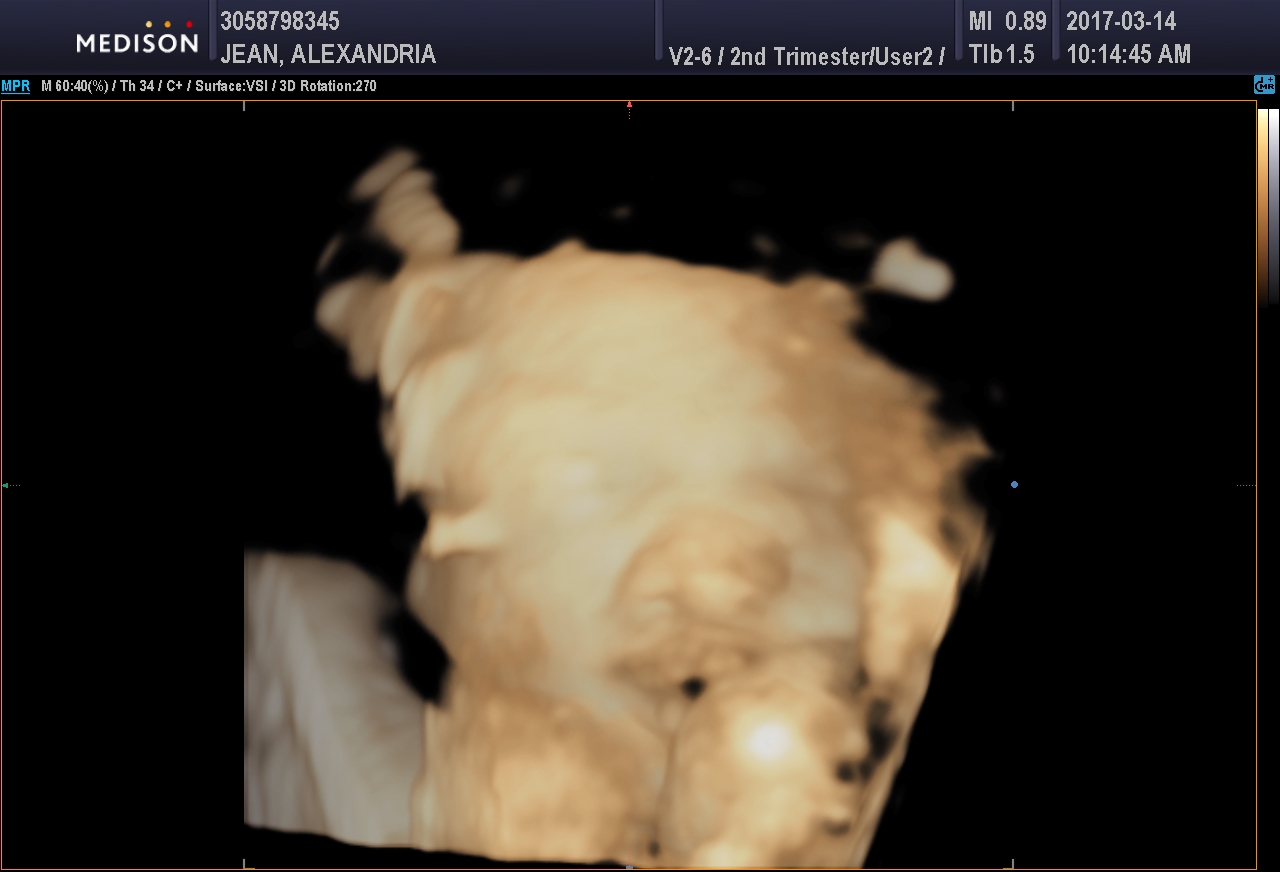 MEDISON
3058798345
JEAN, ALEXANDRIA
V2-6 / 2nd Trimester/User2 /
MI 0.89
TIb 1.5
2017-03-14
10:14:45 AM
MPR M 60:40(%) / Th 34 / C+ / Surface:VSI / 3D Rotation:270